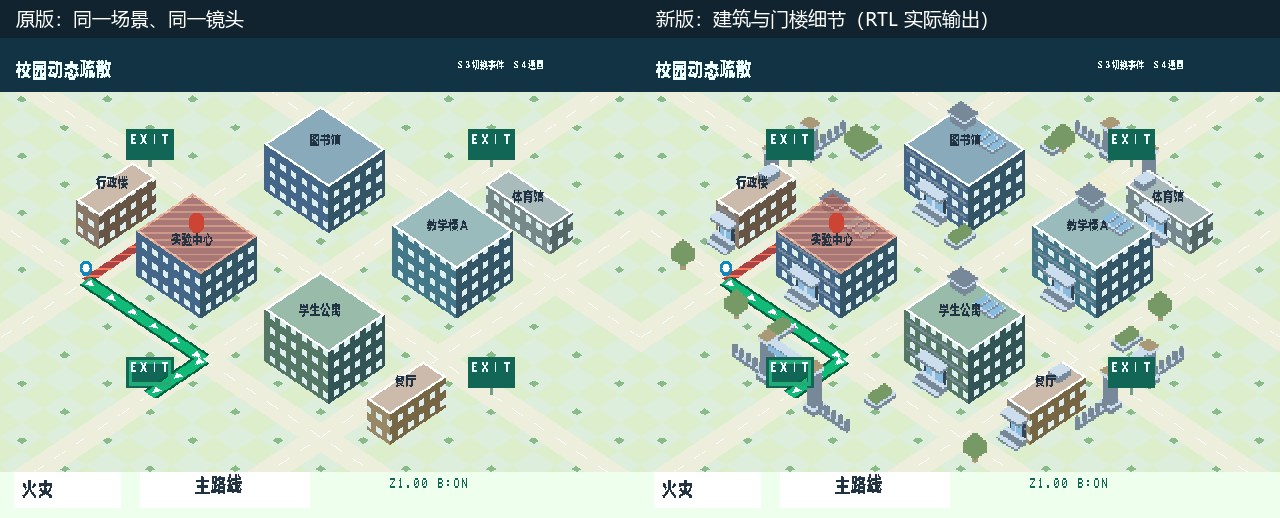 原版：同一场景、同一镜头
新版：建筑与门楼细节（RTL 实际输出）
校园动态疏散
S3切换事件 S4返回
校园动态疏散
S3切换事件 S4返回
EXIT
图书馆
EXIT
行政楼
体育馆
实验中心
教学楼A
学生公寓
EXIT
餐厅
EXIT
EXIT
图书馆
EXIT
行政楼
体育馆
实验中心
教学楼A
学生公寓
EXIT
餐厅
EXIT
火灾
主路线
Z1.00 B:ON
火灾
主路线
Z1.00 B:ON